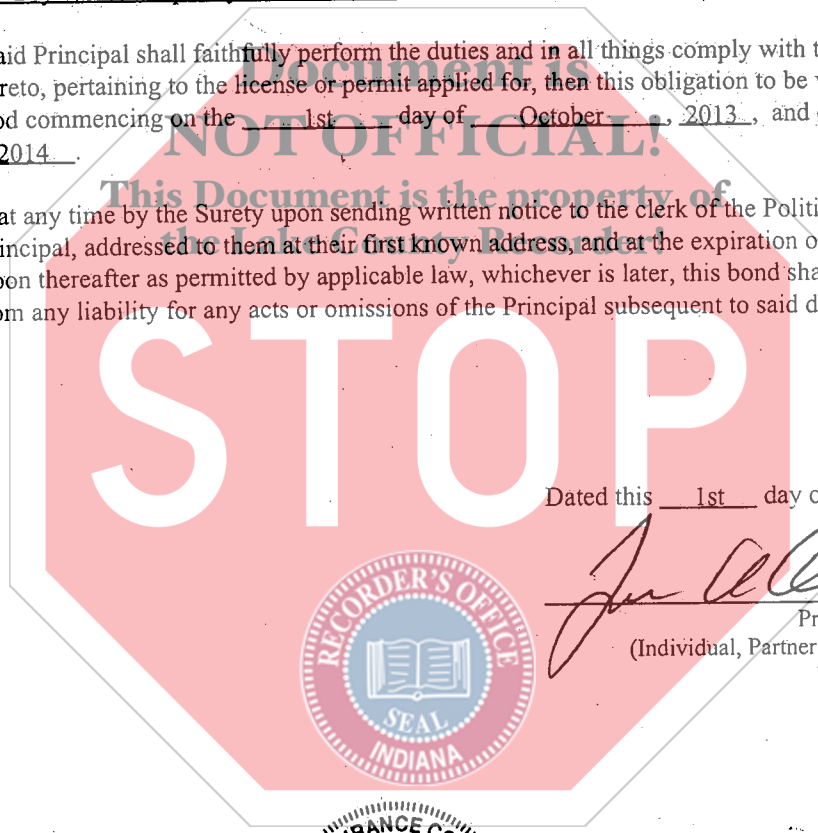 Document is
aid Principal shall faithfully perform the duties and in all things comply with t
reto, pertaining to the license or permit applied for, then this obligation to be v
od commencing on the 1st day of October, 2013, and
NOT OFFICIAL!
2014.
This Document is the property of
at any time by the Surety upon sending written notice to the clerk of the Politi
the Lake County Recorder!
incipal, addressed to them at their first known address, and at the expiration o
oon thereafter as permitted by applicable law, whichever is later, this bond sha
om any liability for any acts or omissions of the Principal subsequent to said d
STOP
Dated this 1st day o
Pr
(Individual, Partner
RECORDER'S OFFICE
SEAL
INDIANA
RANCE Co